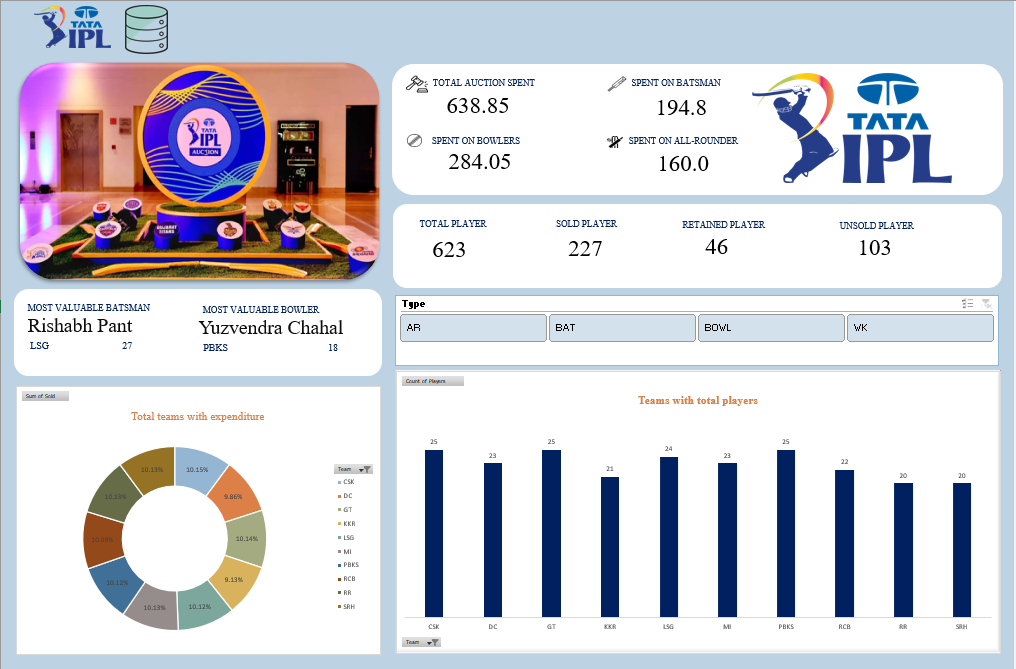 TATA
IPL
TATA
IPL
AUCTION
GUJARAT
TITANS
TOTAL AUCTION SPENT
638.85
SPENT ON BATSMAN
194.8
SPENT ON BOWLERS
284.05
SPENT ON ALL-ROUNDER
160.0
TATA
IPL
TOTAL PLAYER
623
SOLD PLAYER
227
RETAINED PLAYER
46
UNSOLD PLAYER
103
MOST VALUABLE BATSMAN
Rishabh Pant
LSG 27
MOST VALUABLE BOWLER
Yuzvendra Chahal
PBKS 18
Type
AR BAT BOWL WK
Sum of Sold
Total teams with expenditure
10.15%
9.86%
10.14%
9.13%
10.12%
10.13%
10.12%
10.13%
10.13%
Team
CSK
DC
GT
KKR
LSG
MI
PBKS
RCB
RR
SRH
Count of Players
Teams with total players
25 23 25 21 24 23 25 22 20 20
CSK DC GT KKR LSG MI PBKS RCB RR SRH
Team